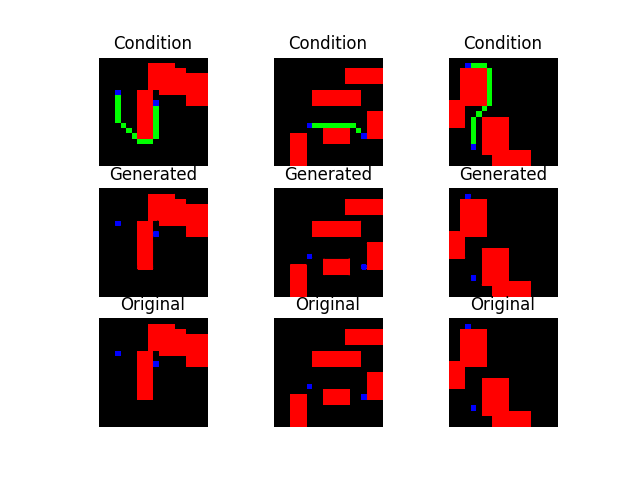 Condition Condition Condition
Generated Generated Generated
Original Original Original